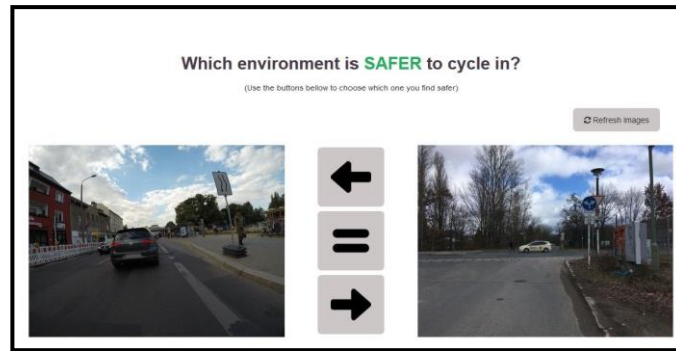 Which environment is SAFER to cycle in?
(Use the buttons bellow to choose which one you find safer)
Refresh Images